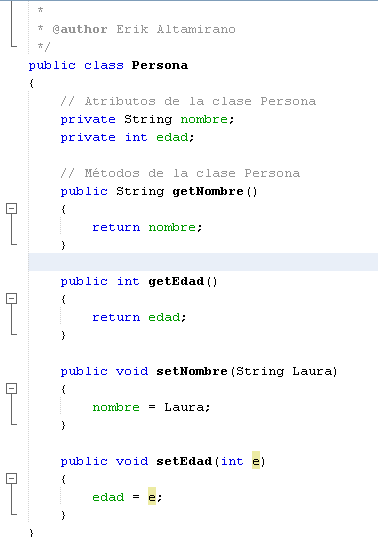 *
* @author Erik Altamirano
*/
public class Persona
{
// Atributos de la clase Persona
private String nombre;
private int edad;
// Métodos de la clase Persona
public String getNombre()
{
return nombre;
}
public int getEdad()
{
return edad;
}
public void setNombre(String Laura)
{
nombre = Laura;
}
public void setEdad(int e)
{
edad = e;
}
}